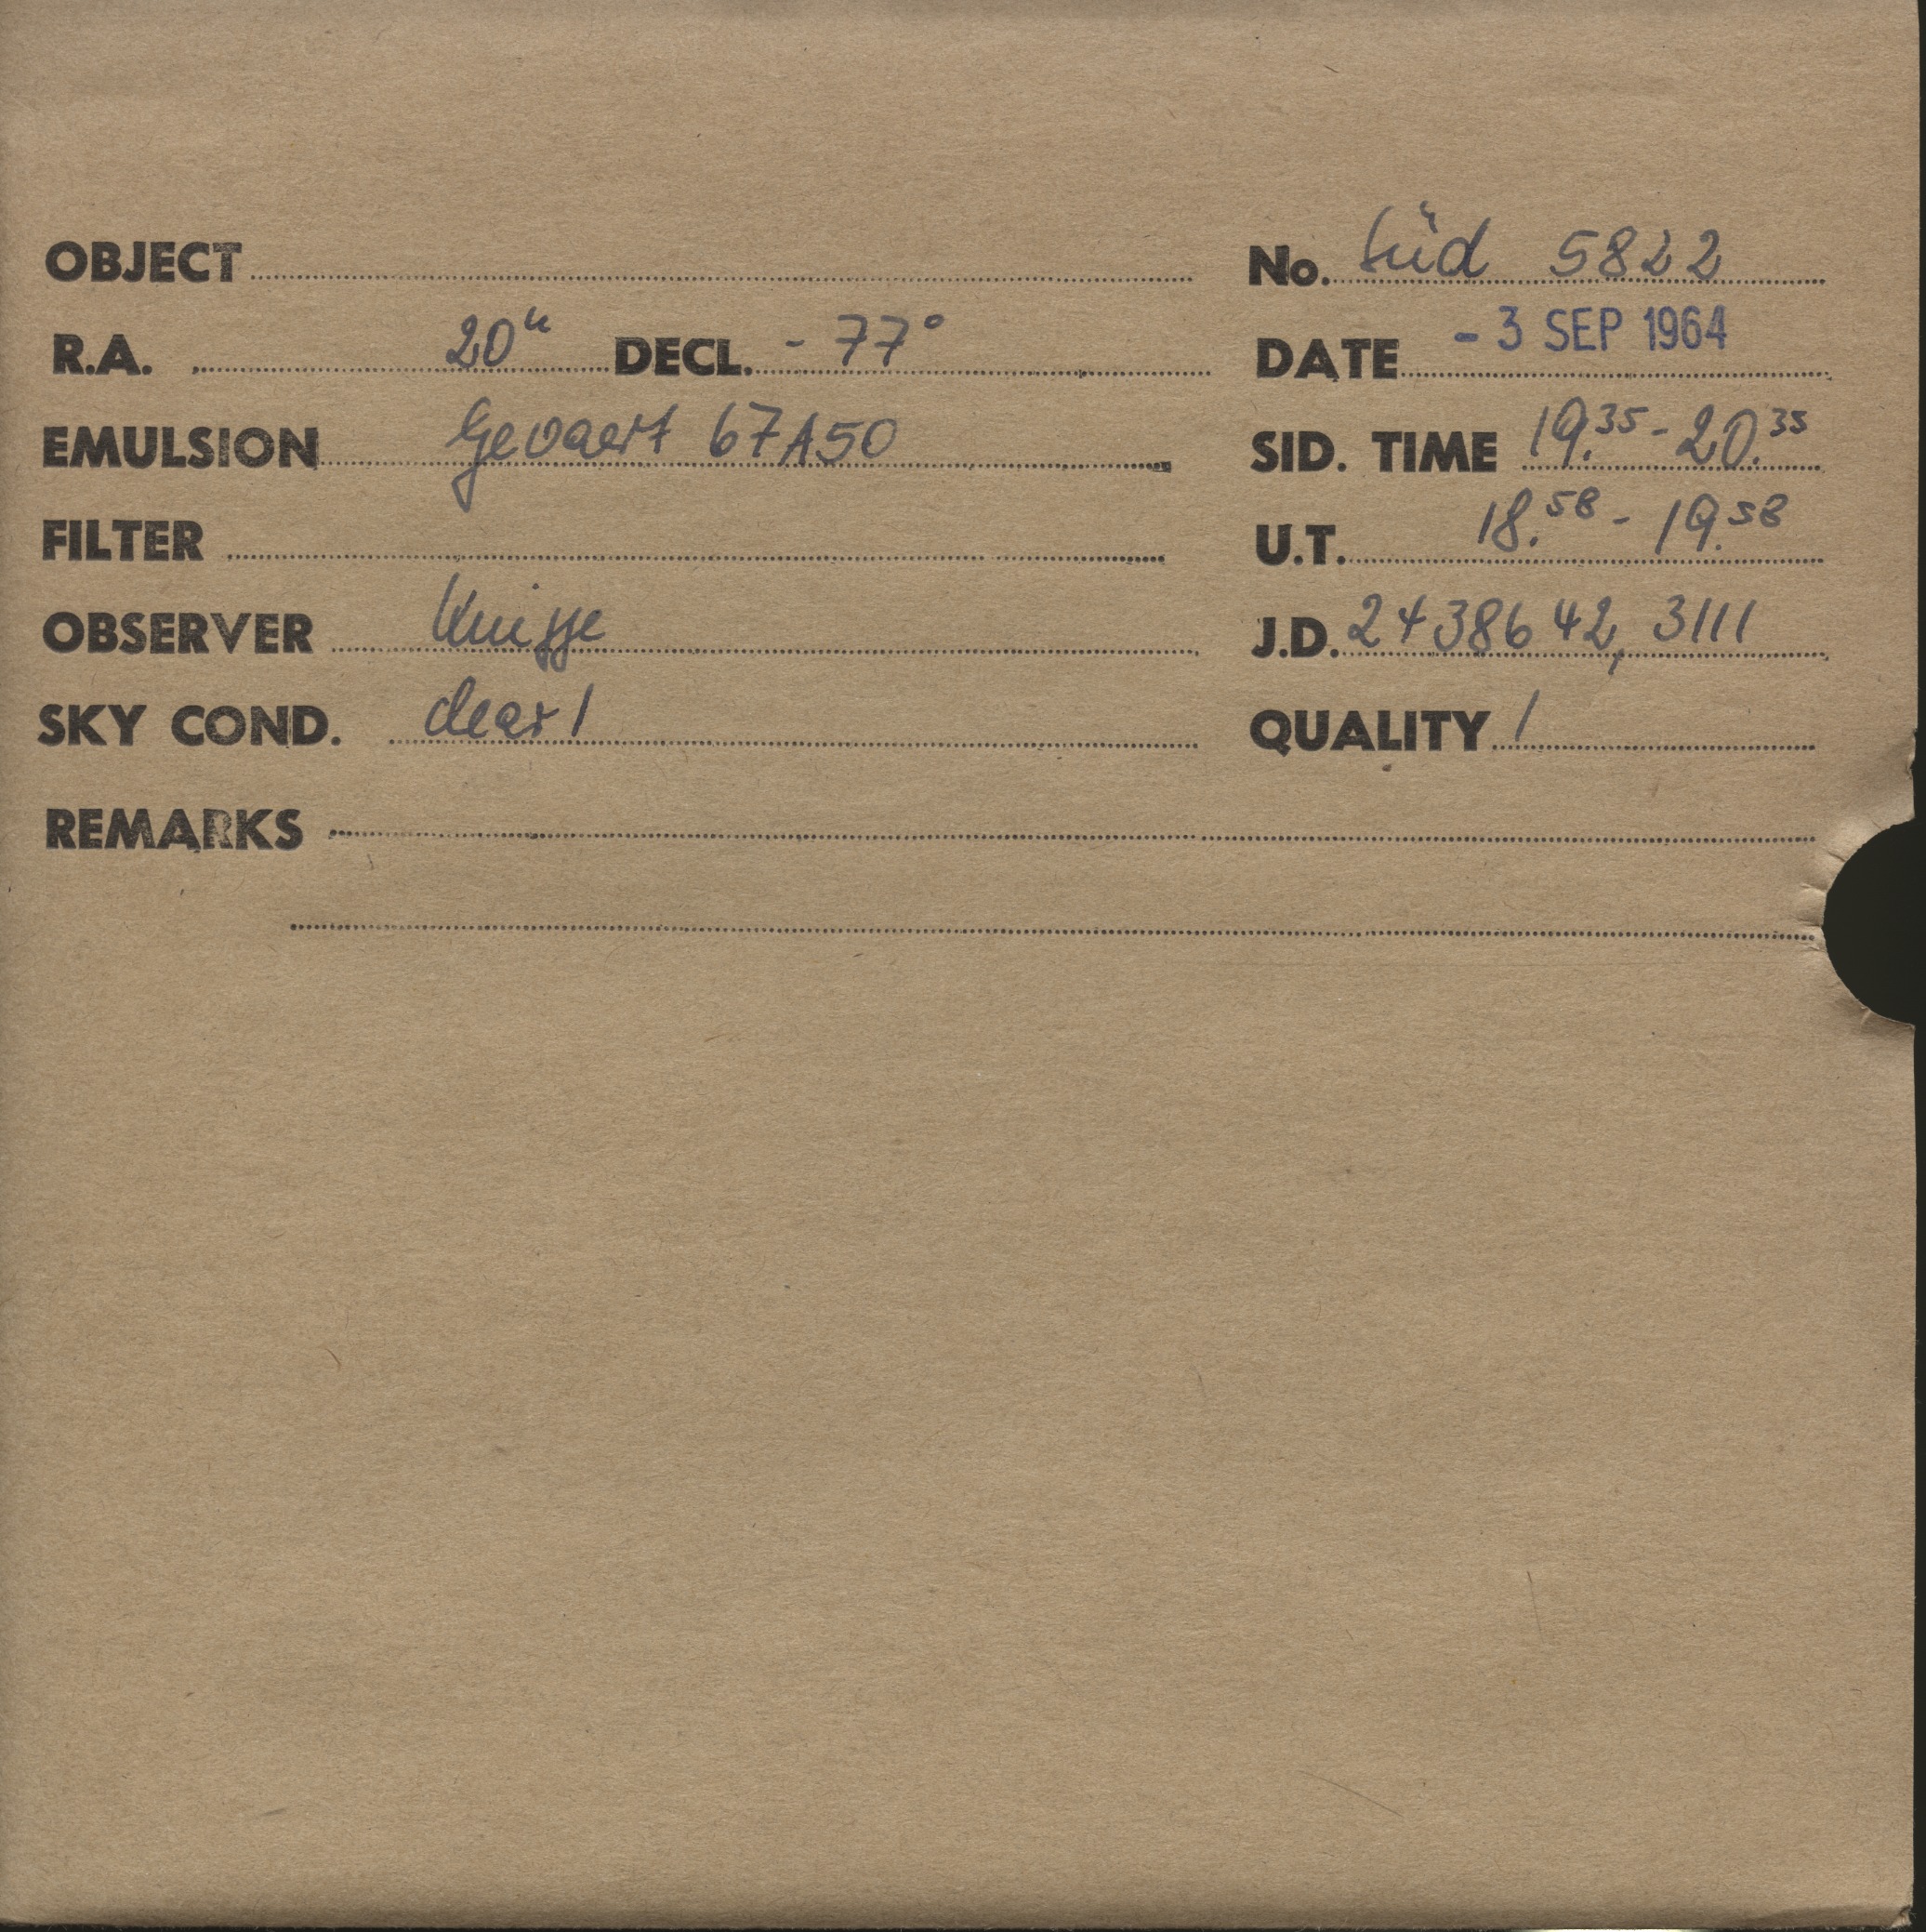 OBJECT
No. Süd 5822
R.A. 20h DECL. - 77°
DATE - 3 SEP 1964
EMULSION Gevaert 67A50
SID. TIME 19.35 - 20.35
FILTER
U.T. 18.58 - 19.58
OBSERVER
J.D. 2438642, 3111
SKY COND. clear 1
QUALITY 1
REMARKS